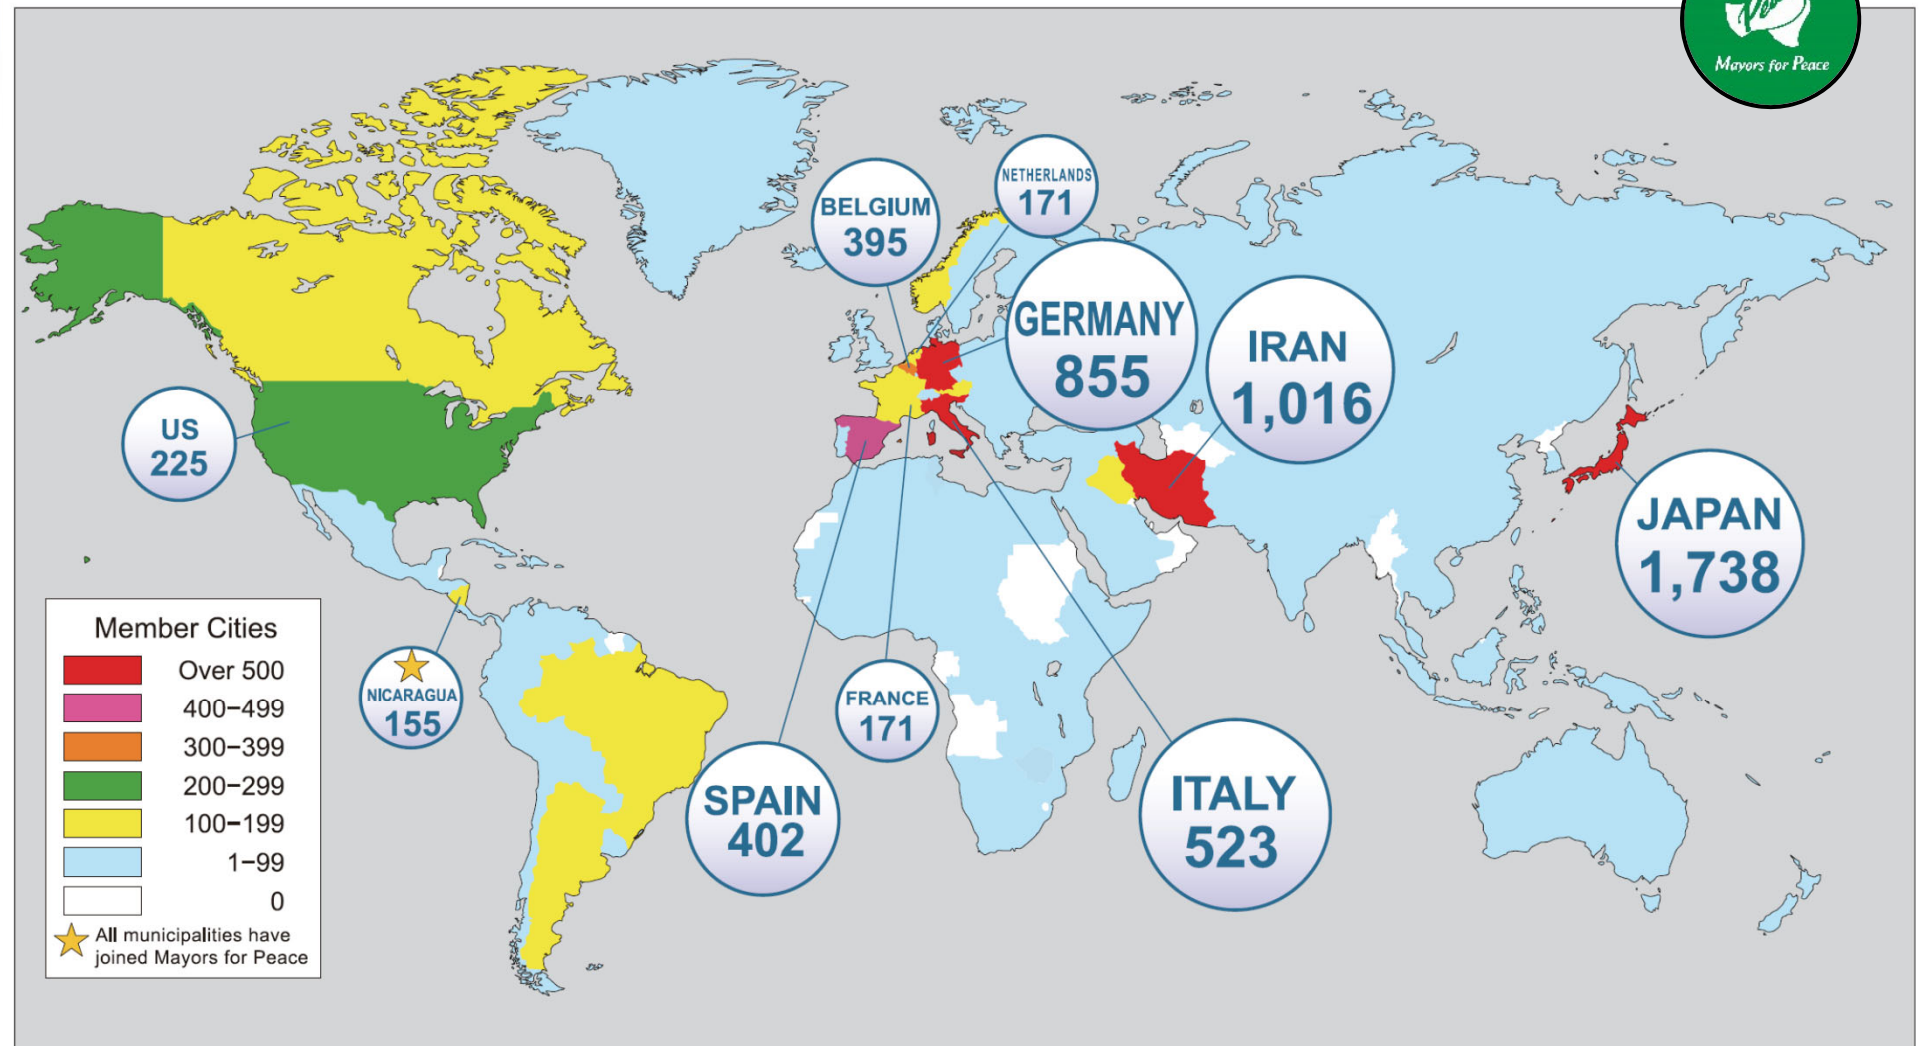 Mayors for Peace
NETHERLANDS
171
BELGIUM
395
GERMANY
855
IRAN
1,016
US
225
JAPAN
1,738
NICARAGUA
155
FRANCE
171
SPAIN
402
ITALY
523
Member Cities
Over 500
400–499
300–399
200–299
100–199
1–99
0
All municipalities have
joined Mayors for Peace